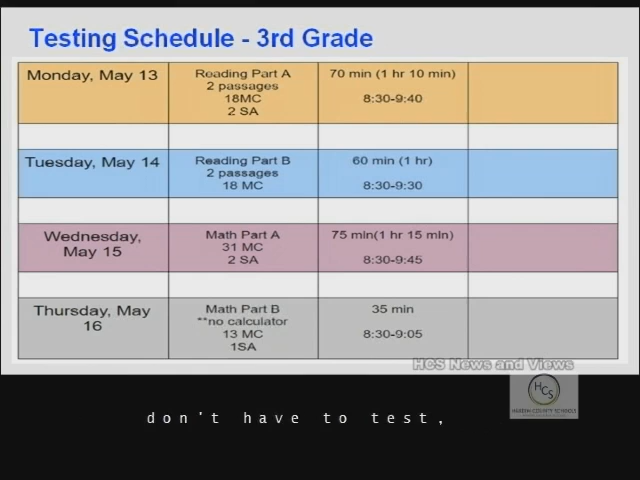 Testing Schedule - 3rd Grade
Monday, May 13
Reading Part A
2 passages
18MC
2 SA
70 min (1 hr 10 min)
8:30-9:40
Tuesday, May 14
Reading Part B
2 passages
18 MC
60 min (1 hr)
8:30-9:30
Wednesday,
May 15
Math Part A
31 MC
2 SA
75 min(1 hr 15 min)
8:30-9:45
Thursday, May
16
Math Part B
**no calculator
13 MC
1SA
35 min
8:30-9:05
HCS News and Views
HCS
HARDIN COUNTY SCHOOLS
don't have to test,